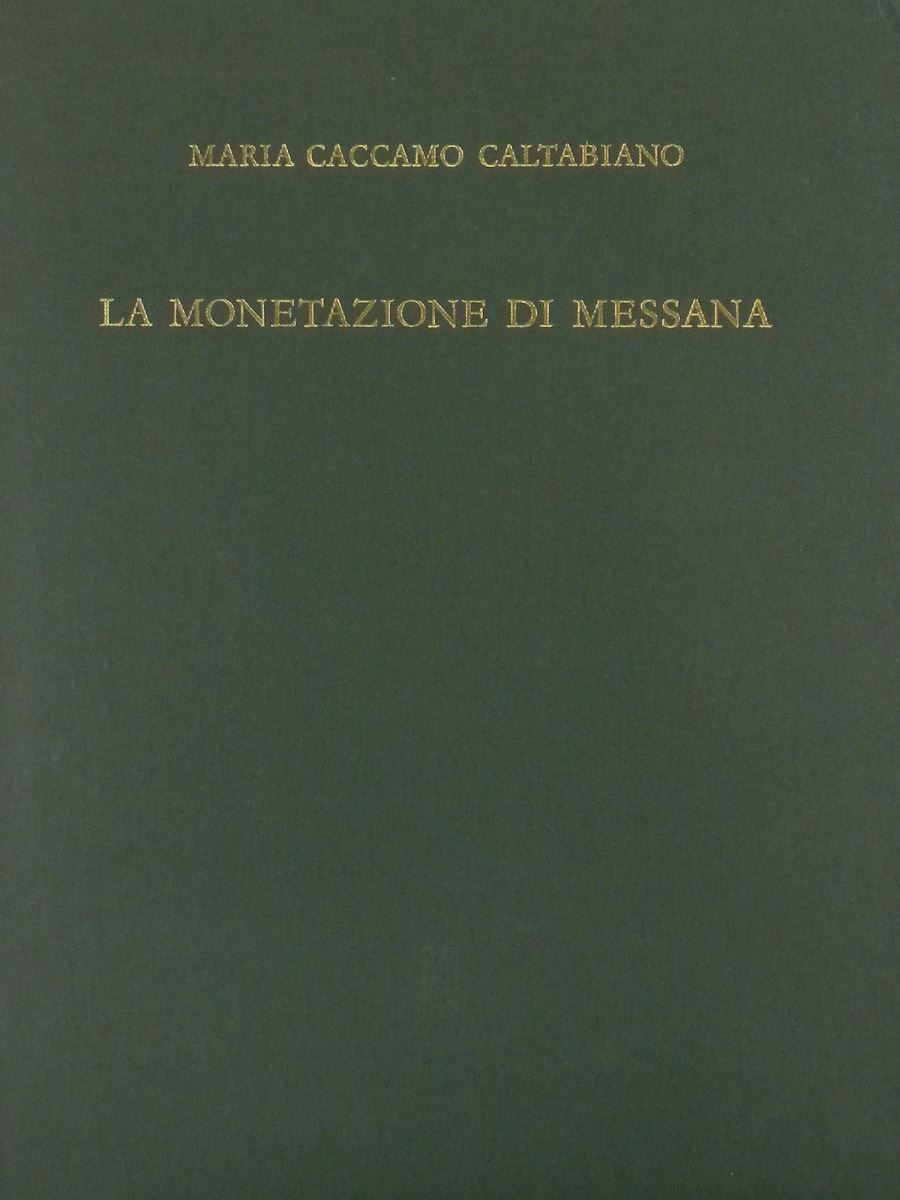 MARIA CACCAMO CALTABIANO
LA MONETAZIONE DI MESSANA